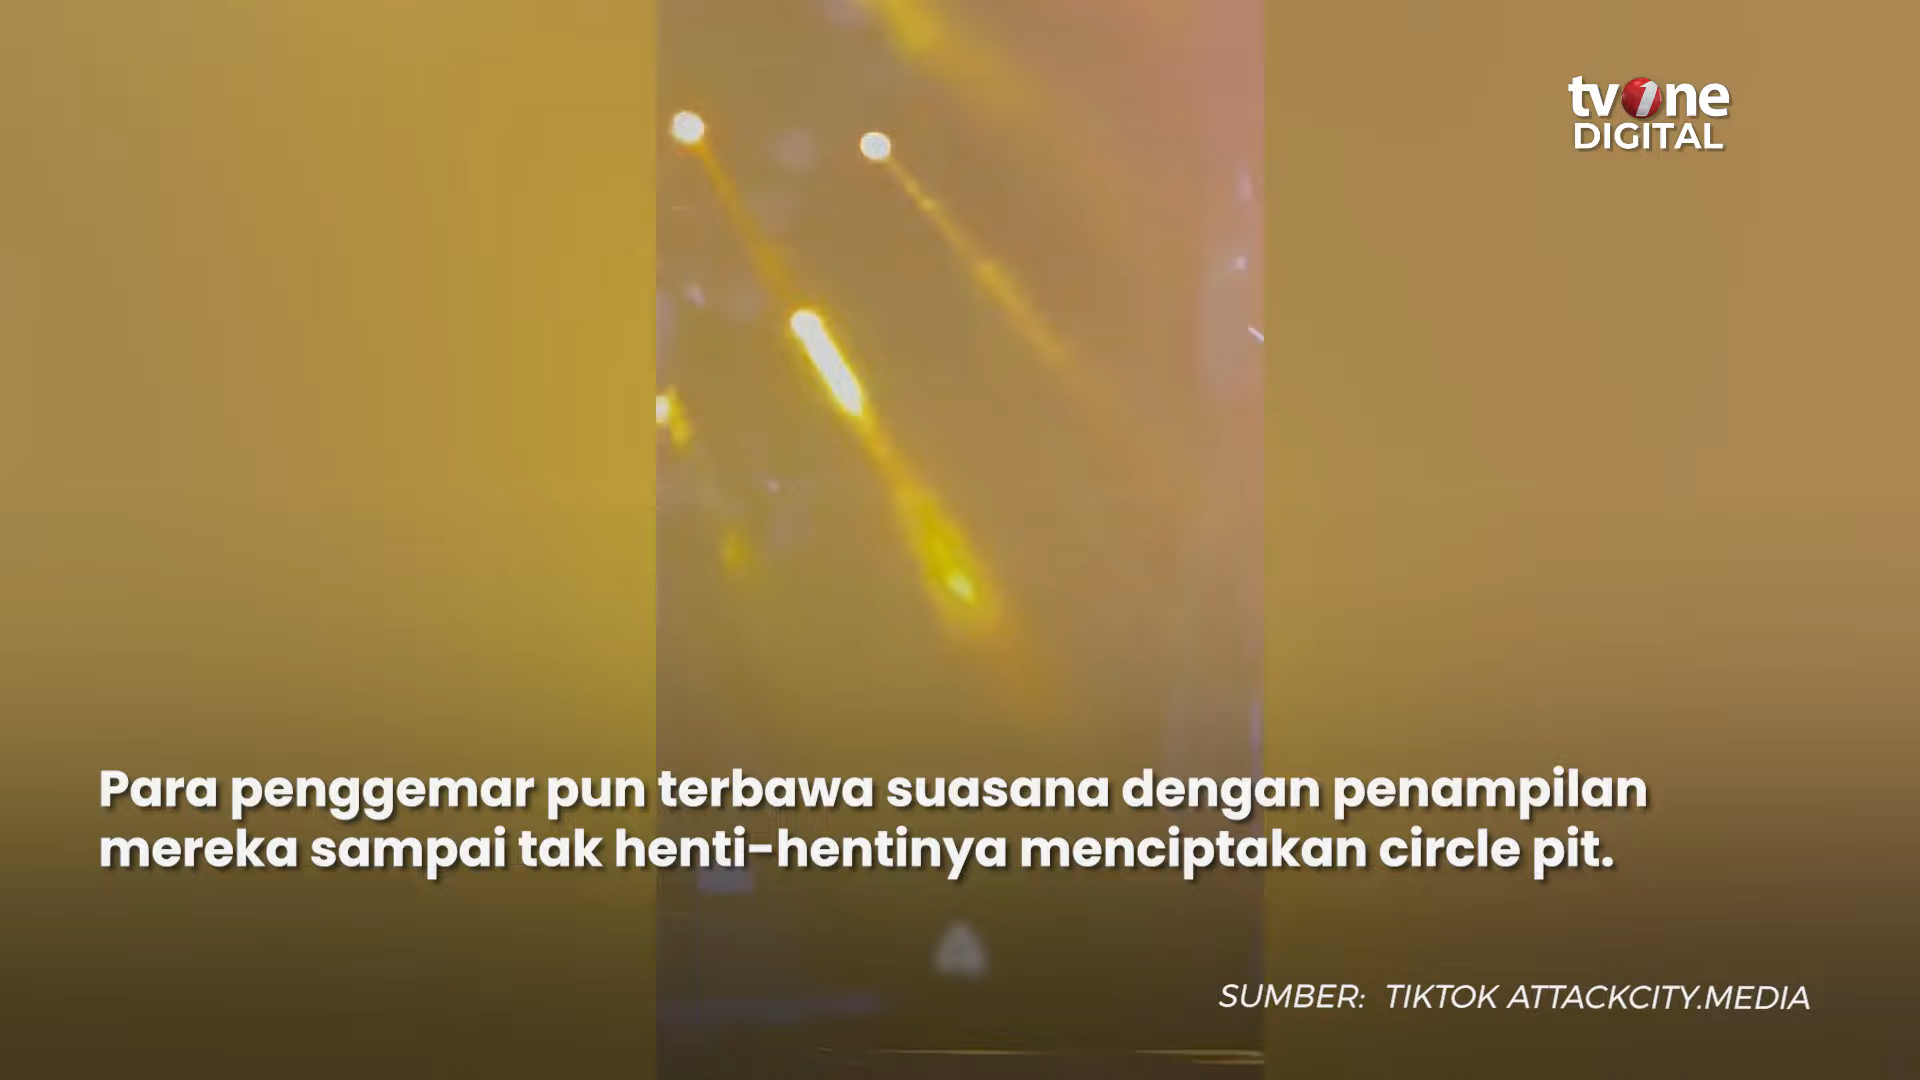 tvOne
DIGITAL
Para penggemar pun terbawa suasana dengan penampilan
mereka sampai tak henti-hentinya menciptakan circle pit.
SUMBER: TIKTOK ATTACKCITY.MEDIA